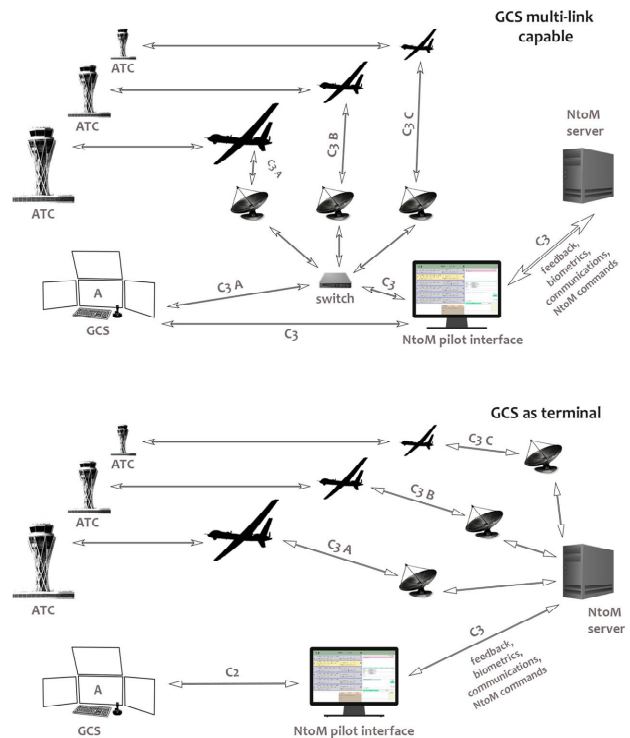 GCS multi-link
capable
ATC
ATC
ATC
C3 A
C3 B
C3 C
NtoM
server
C3
feedback,
biometrics,
communications,
NtoM commands
A
GCS
C3 A
switch
C3
C3
NtoM pilot interface
GCS as terminal
ATC
ATC
ATC
C3 C
C3 B
C3 A
NtoM
server
C3
feedback,
biometrics,
communications,
NtoM commands
A
GCS
C2
NtoM pilot interface